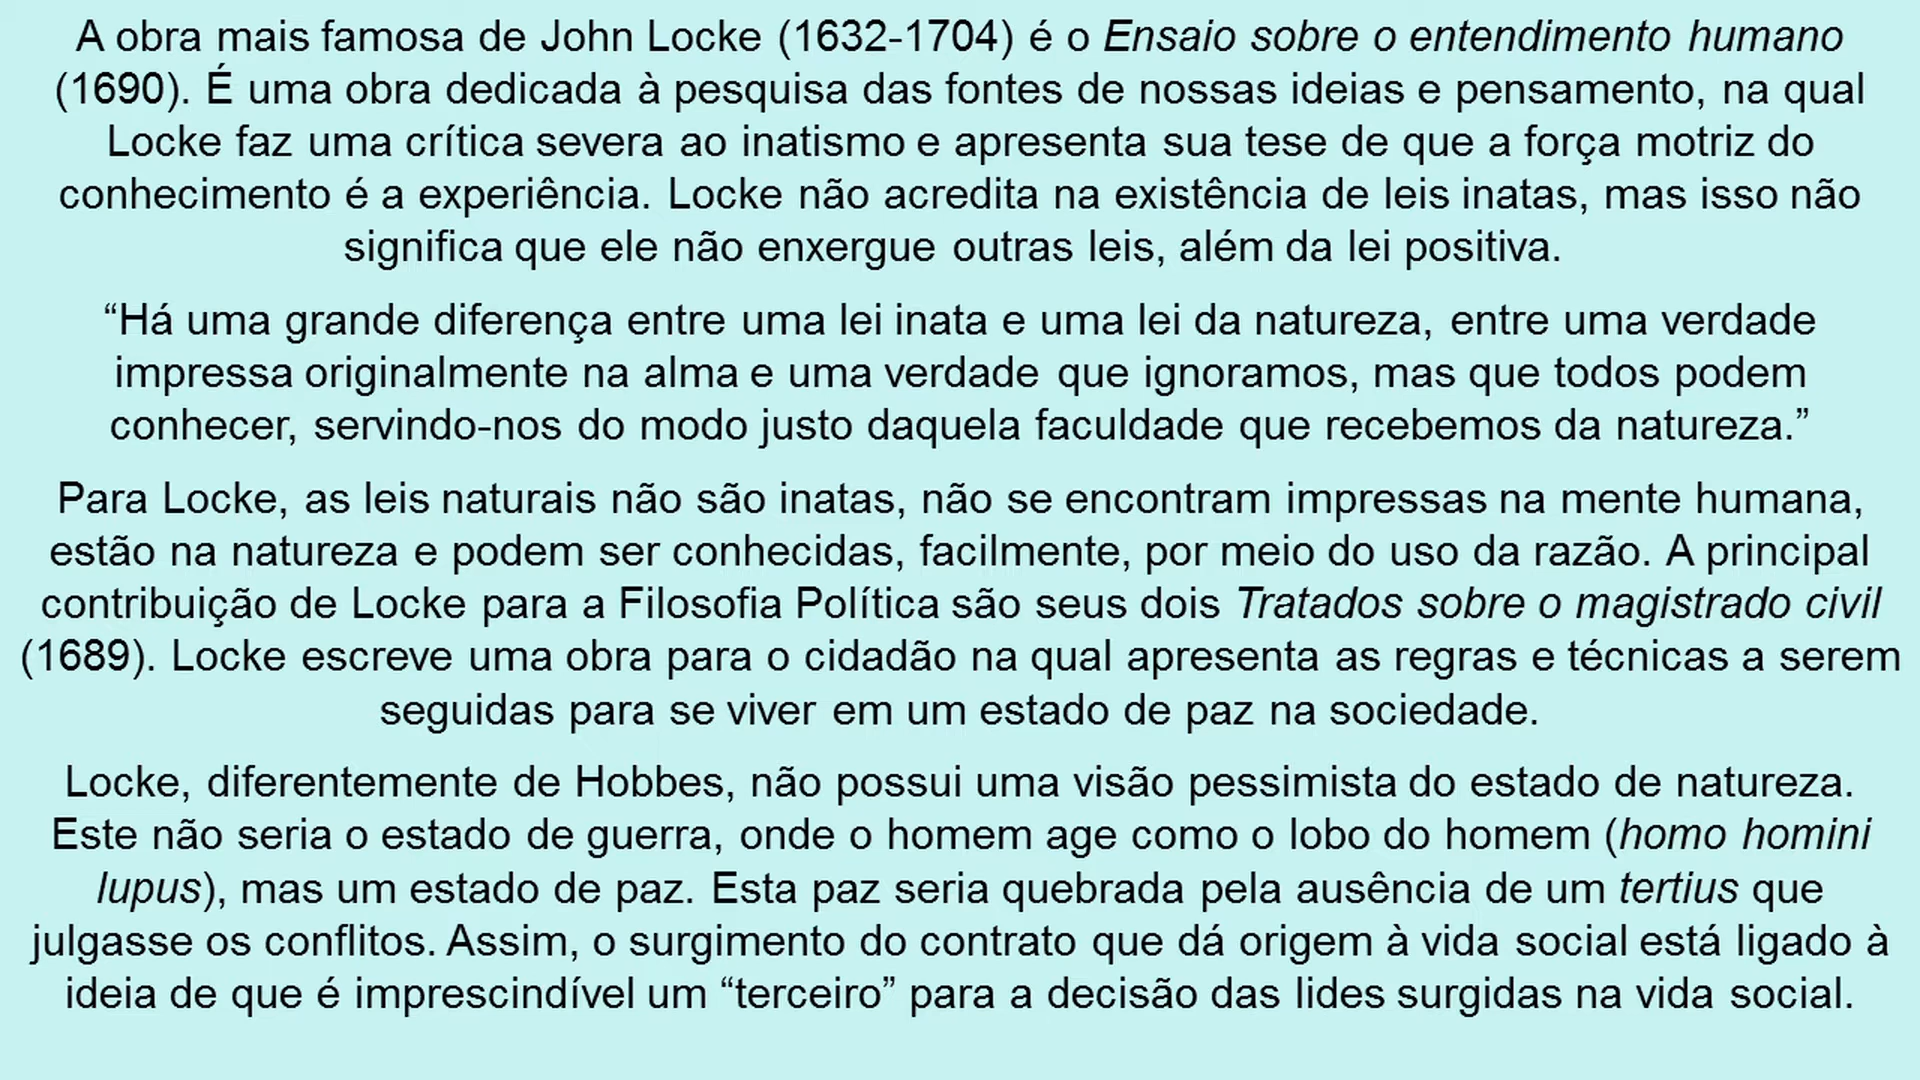 A obra mais famosa de John Locke (1632-1704) é o Ensaio sobre o entendimento humano
(1690). É uma obra dedicada à pesquisa das fontes de nossas ideias e pensamento, na qual
Locke faz uma crítica severa ao inatismo e apresenta sua tese de que a força motriz do
conhecimento é a experiência. Locke não acredita na existência de leis inatas, mas isso não
significa que ele não enxergue outras leis, além da lei positiva.
“Há uma grande diferença entre uma lei inata e uma lei da natureza, entre uma verdade
impressa originalmente na alma e uma verdade que ignoramos, mas que todos podem
conhecer, servindo-nos do modo justo daquela faculdade que recebemos da natureza.”
Para Locke, as leis naturais não são inatas, não se encontram impressas na mente humana,
estão na natureza e podem ser conhecidas, facilmente, por meio do uso da razão. A principal
contribuição de Locke para a Filosofia Política são seus dois Tratados sobre o magistrado civil
(1689). Locke escreve uma obra para o cidadão na qual apresenta as regras e técnicas a serem
seguidas para se viver em um estado de paz na sociedade.
Locke, diferentemente de Hobbes, não possui uma visão pessimista do estado de natureza.
Este não seria o estado de guerra, onde o homem age como o lobo do homem (homo homini
lupus), mas um estado de paz. Esta paz seria quebrada pela ausência de um tertius que
julgasse os conflitos. Assim, o surgimento do contrato que dá origem à vida social está ligado à
ideia de que é imprescindível um “terceiro” para a decisão das lides surgidas na vida social.